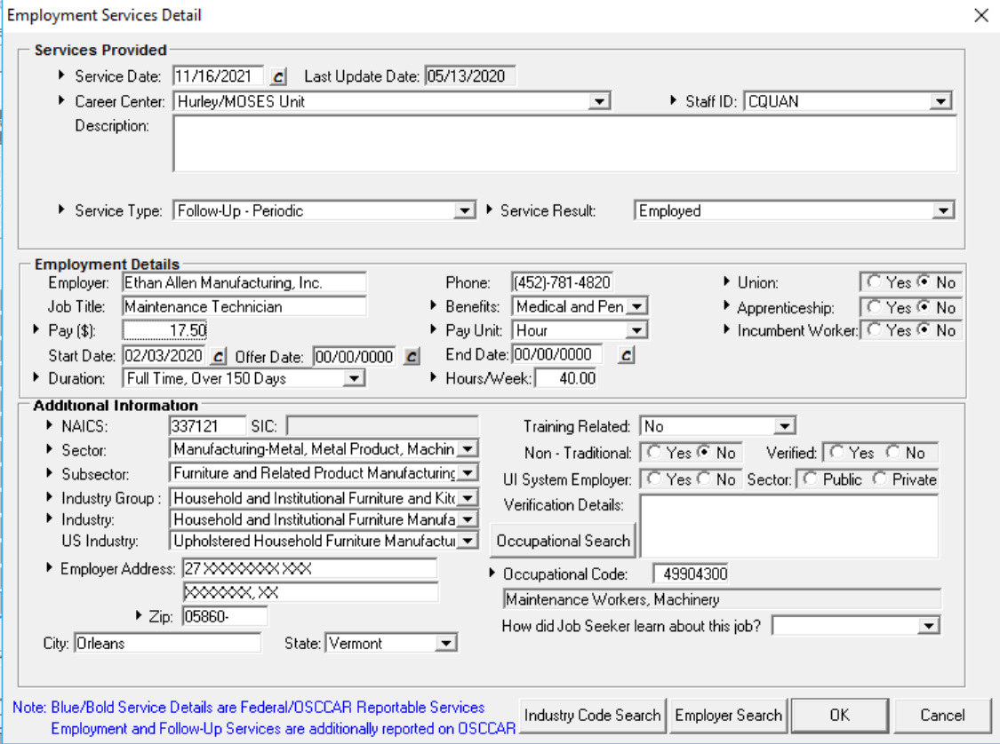 Employment Services Detail
Services Provided
Service Date: 11/16/2021 c Last Update Date: 05/13/2020
Career Center: Hurley/MOSES Unit Staff ID: CQUAN
Description:
Service Type: Follow-Up - Periodic Service Result: Employed
Employment Details
Employer: Ethan Allen Manufacturing, Inc. Phone: (452)-781-4820 Union: Yes No
Job Title: Maintenance Technician Benefits: Medical and Pen Apprenticeship: Yes No
Pay ($): 17.50 Pay Unit: Hour Incumbent Worker: Yes No
Start Date: 02/03/2020 c Offer Date: 00/00/0000 c End Date: 00/00/0000 c
Duration: Full Time, Over 150 Days Hours/Week: 40.00
Additional Information
NAICS: 337121 SIC: Training Related: No
Sector: Manufacturing-Metal, Metal Product, Machin Non - Traditional: Yes No Verified: Yes No
Subsector: Furniture and Related Product Manufacturing UI System Employer: Yes No Sector: Public Private
Industry Group : Household and Institutional Furniture and Kitc Verification Details:
Industry: Household and Institutional Furniture Manufa
US Industry: Upholstered Household Furniture Manufactur Occupational Search
Employer Address: 27 XXXXXXXX XXX Occupational Code: 49904300
XXXXXXX, XX Maintenance Workers, Machinery
Zip: 05860-
How did Job Seeker learn about this job?
City: Orleans State: Vermont
Note: Blue/Bold Service Details are Federal/OSCCAR Reportable Services
Employment and Follow-Up Services are additionally reported on OSCCAR
Industry Code Search Employer Search OK Cancel